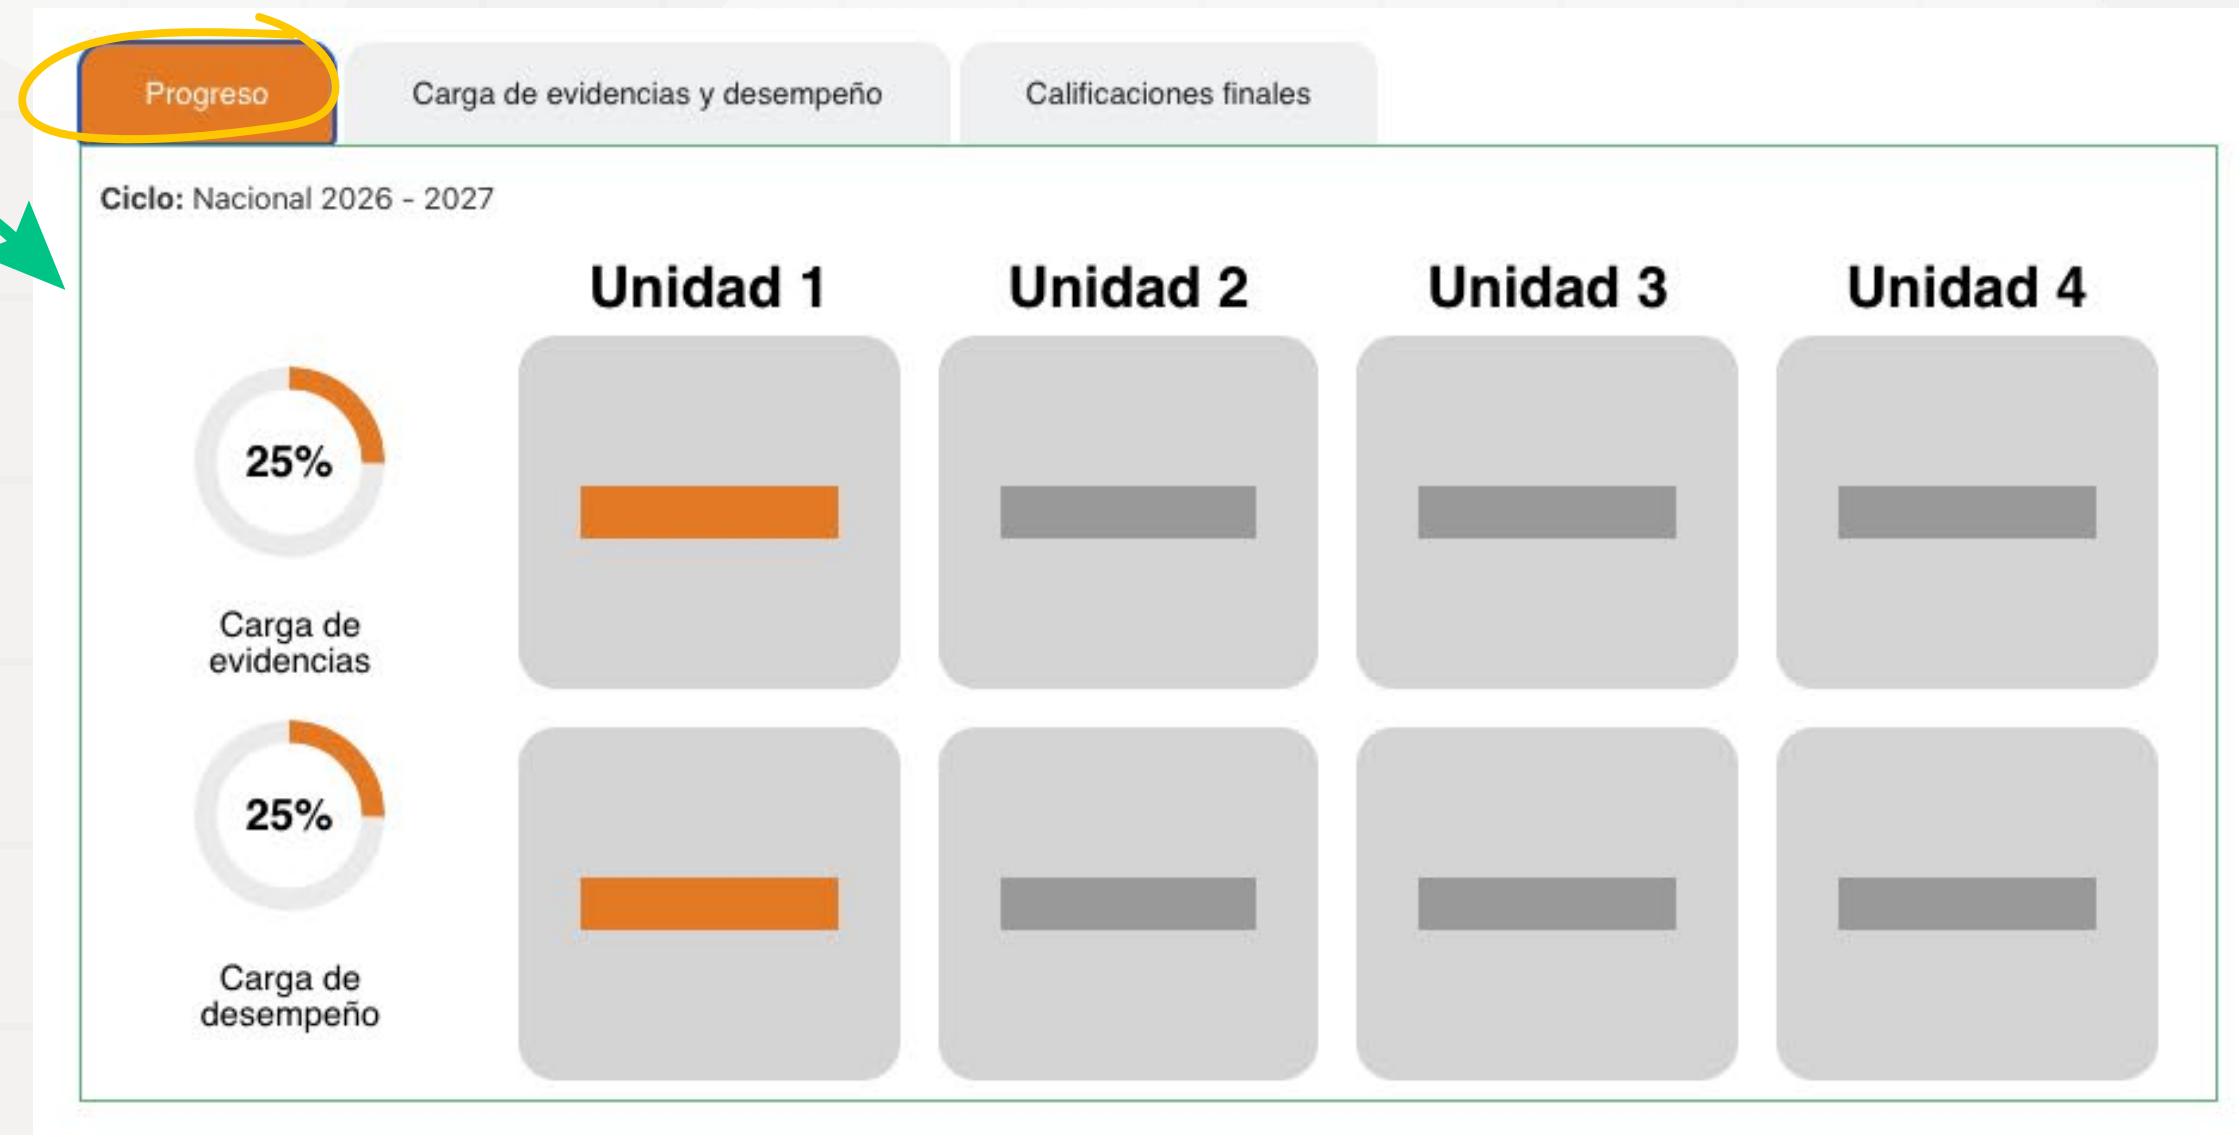 Progreso
Carga de evidencias y desempeño
Calificaciones finales
Ciclo: Nacional 2026 - 2027
Unidad 1
Unidad 2
Unidad 3
Unidad 4
25%
Carga de
evidencias
25%
Carga de
desempeño